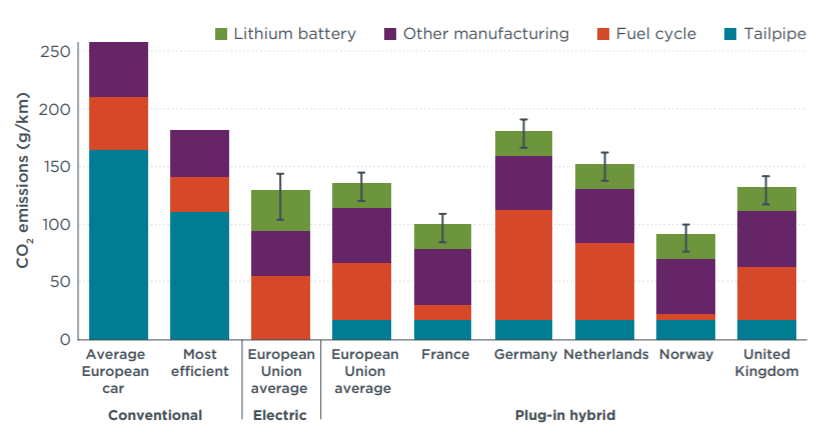 Lithium battery Other manufacturing Fuel cycle Tailpipe
CO2 emissions (g/km)
250
200
150
100
50
0
Average European car
Most efficient
European Union average
European Union average
France
Germany
Netherlands
Norway
United Kingdom
Conventional
Electric
Plug-in hybrid